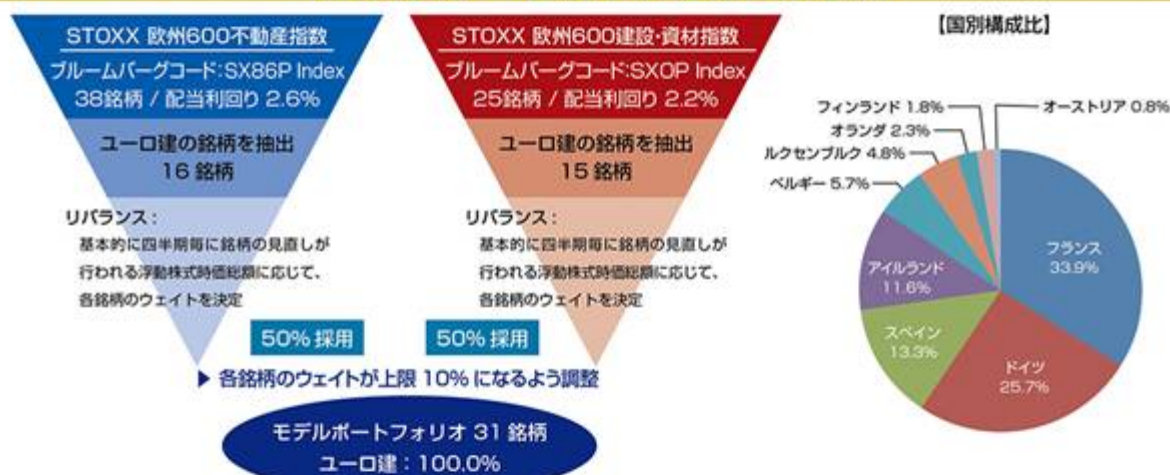 STOXX 欧州600不動産指数
ブルームバーグコード:SX86P Index
38銘柄 / 配当利回り 2.6%
ユーロ建の銘柄を抽出
16 銘柄
リバランス :
基本的に四半期毎に銘柄の見直しが
行われる浮動株式時価総額に応じて、
各銘柄のウェイトを決定
50% 採用
STOXX 欧州600建設・資材指数
ブルームバーグコード:SXOP Index
25銘柄 / 配当利回り 2.2%
ユーロ建の銘柄を抽出
15 銘柄
リバランス :
基本的に四半期毎に銘柄の見直しが
行われる浮動株式時価総額に応じて、
各銘柄のウェイトを決定
50% 採用
▶ 各銘柄のウェイトが上限 10% になるよう調整
モデルポートフォリオ 31 銘柄
ユーロ建 : 100.0%
【国別構成比】
フィンランド 1.8%
オーストリア 0.8%
オランダ 2.3%
ルクセンブルク 4.8%
ベルギー 5.7%
アイルランド
11.6%
スペイン
13.3%
ドイツ
25.7%
フランス
33.9%